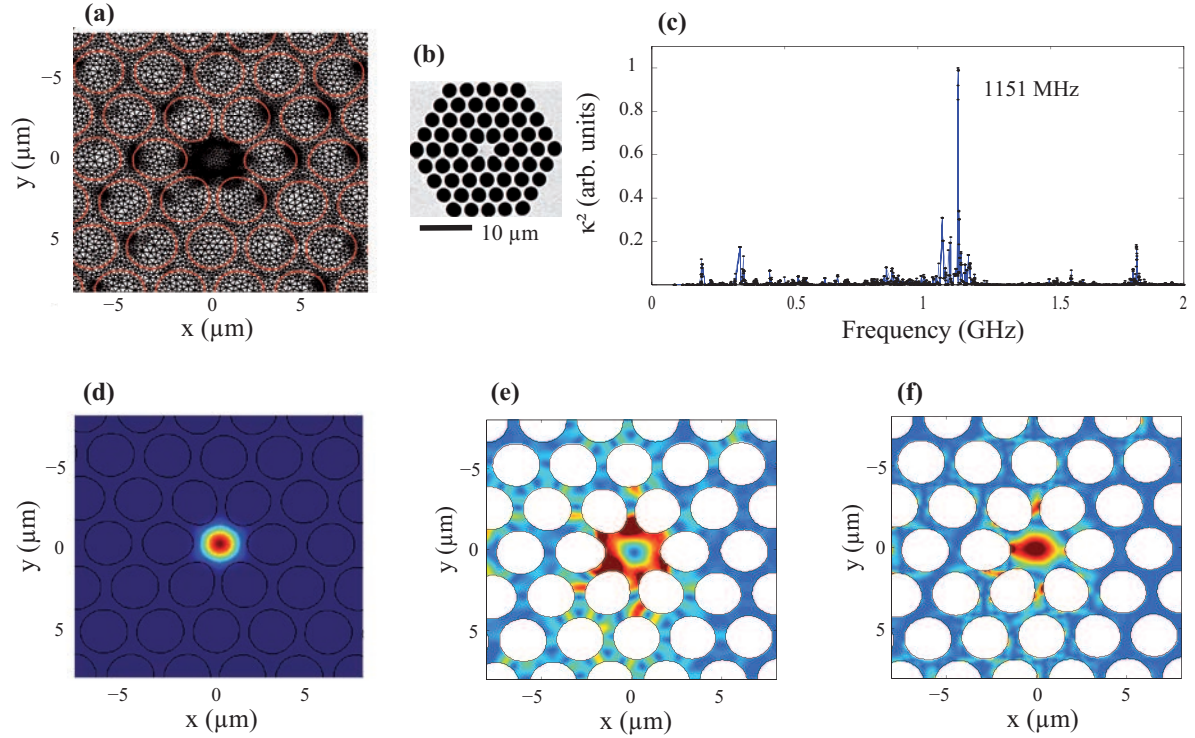 (a)
−5
0
5
y (µm)
−5
0
5
x (µm)
(b)
10 µm
(c)
1
0.8
0.6
0.4
0.2
κ² (arb. units)
1151 MHz
0
0.5
1
1.5
2
Frequency (GHz)
(d)
−5
0
5
y (µm)
−5
0
5
x (µm)
(e)
−5
0
5
y (µm)
−5
0
5
x (µm)
(f)
−5
0
5
y (µm)
−5
0
5
x (µm)